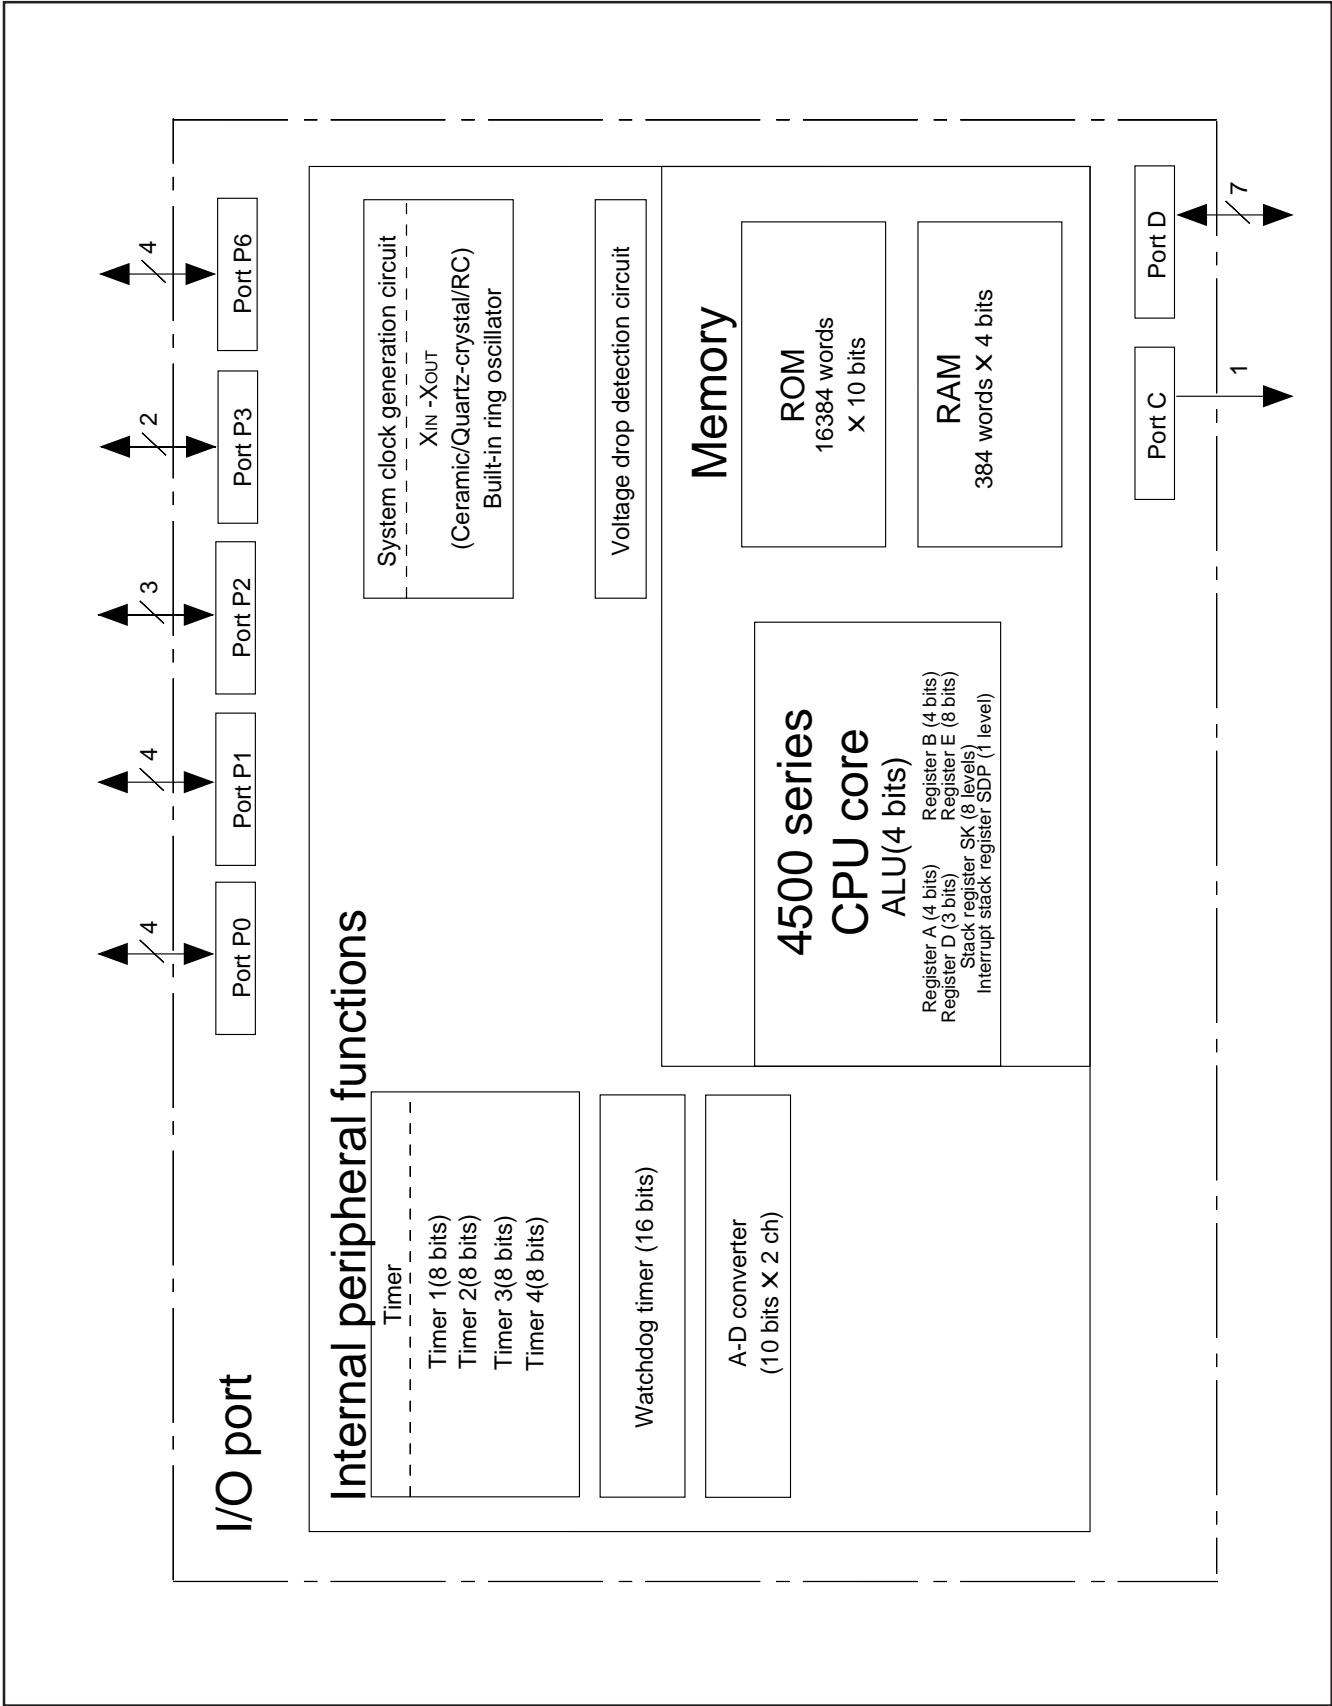 I/O port
4
4
4
3
2
4
Port P0
Port P1
Port P2
Port P3
Port P6
Internal peripheral functions
Timer
Timer 1(8 bits)
Timer 2(8 bits)
Timer 3(8 bits)
Timer 4(8 bits)
Watchdog timer (16 bits)
A-D converter
(10 bits ✕ 2 ch)
System clock generation circuit
XIN -XOUT
(Ceramic/Quartz-crystal/RC)
Built-in ring oscillator
Voltage drop detection circuit
4500 series
CPU core
ALU(4 bits)
Register A (4 bits) Register B (4 bits)
Register D (3 bits) Register E (8 bits)
Stack register SK (8 levels)
Interrupt stack register SDP (1 level)
Memory
ROM
16384 words
✕ 10 bits
RAM
384 words ✕ 4 bits
Port C
Port D
1
7